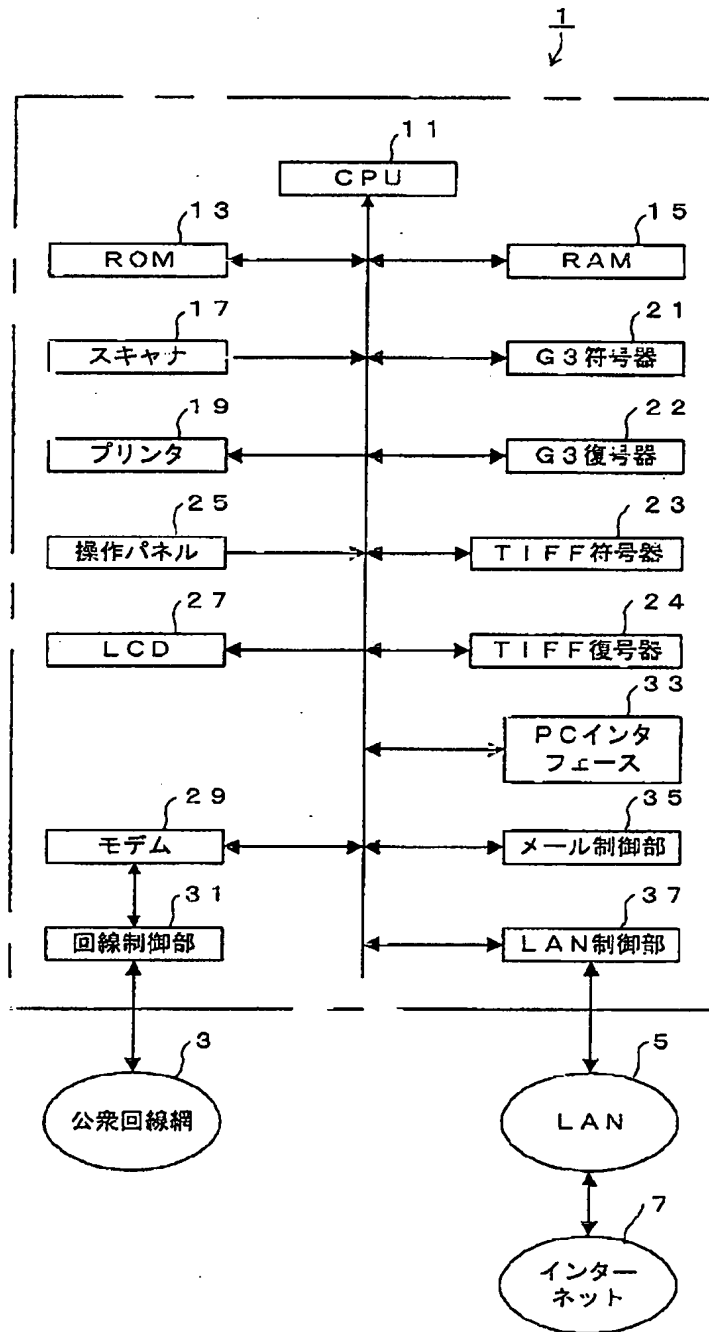 1
11
CPU
13
ROM
15
RAM
17
スキャナ
21
G3符号器
19
プリンタ
22
G3復号器
25
操作パネル
23
TIFF符号器
27
LCD
24
TIFF復号器
33
PCインタ
フェース
29
モデム
35
メール制御部
31
回線制御部
37
LAN制御部
3
公衆回線網
5
LAN
7
インター
ネット